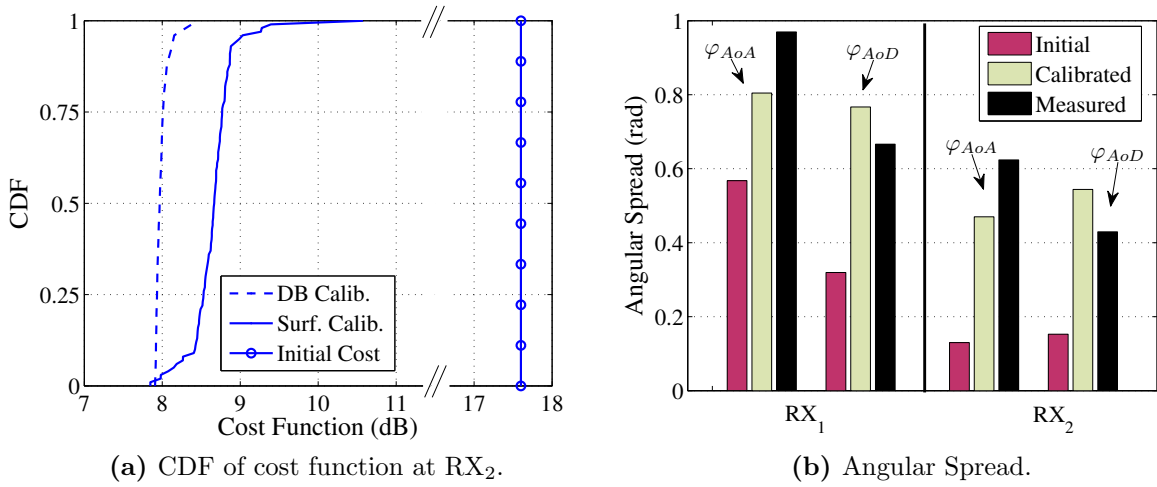 1
0.75
0.5
0.25
0
CDF
7 8 9 10 11 17 18
Cost Function (dB)
DB Calib.
Surf. Calib.
Initial Cost
(a) CDF of cost function at RX₂.
1
0.8
0.6
0.4
0.2
0
Angular Spread (rad)
φ_AoA
φ_AoD
φ_AoA
φ_AoD
Initial
Calibrated
Measured
RX₁ RX₂
(b) Angular Spread.